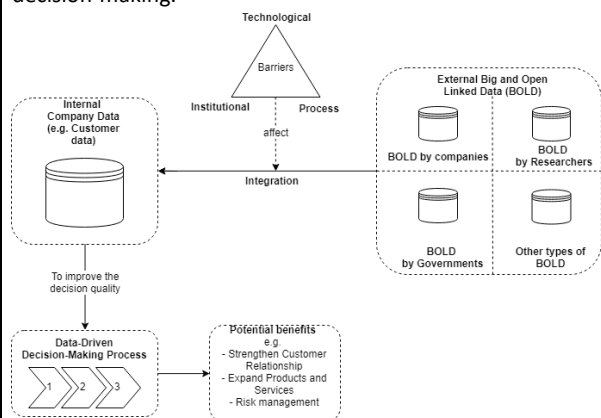 decision-making.
Technological
Barriers
Institutional
Process
affect
Integration
Internal
Company Data
(e.g. Customer
data)
External Big and Open
Linked Data (BOLD)
BOLD by companies
BOLD
by Researchers
BOLD
by Governments
Other types of
BOLD
To improve the
decision quality
Data-Driven
Decision-Making Process
1
2
3
Potential benefits
e.g.
- Strengthen Customer
Relationship
- Expand Products and
Services
- Risk management